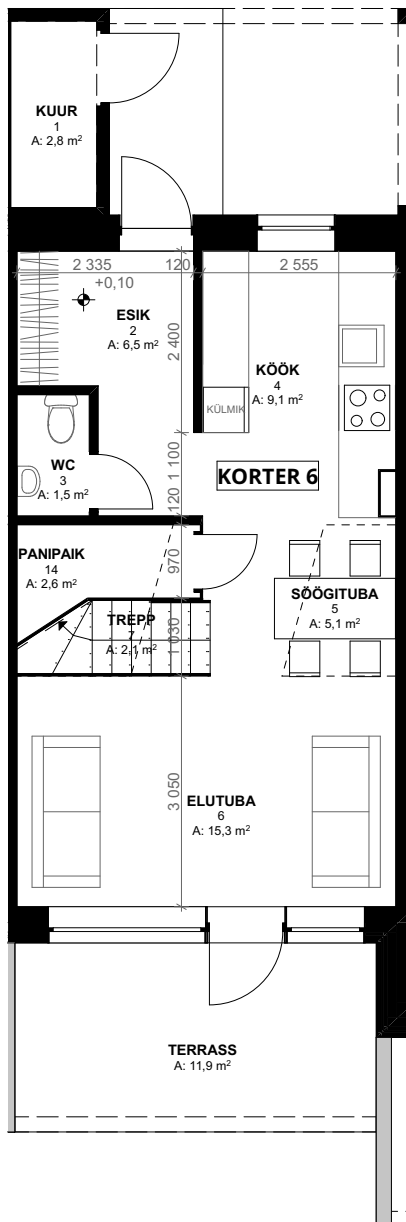 KUUR
1
A: 2,8 m²
2 335
120
2 555
+0,10
ESIK
2
A: 6,5 m²
2 400
KÖÖK
4
A: 9,1 m²
KÜLMIK
WC
3
A: 1,5 m²
1 100
KORTER 6
120
PANIPAIK
14
A: 2,6 m²
970
SÖÖGITUBA
5
A: 5,1 m²
TREPP
7
A: 2,1 m²
1 030
3 050
ELUTUBA
6
A: 15,3 m²
TERRASS
A: 11,9 m²